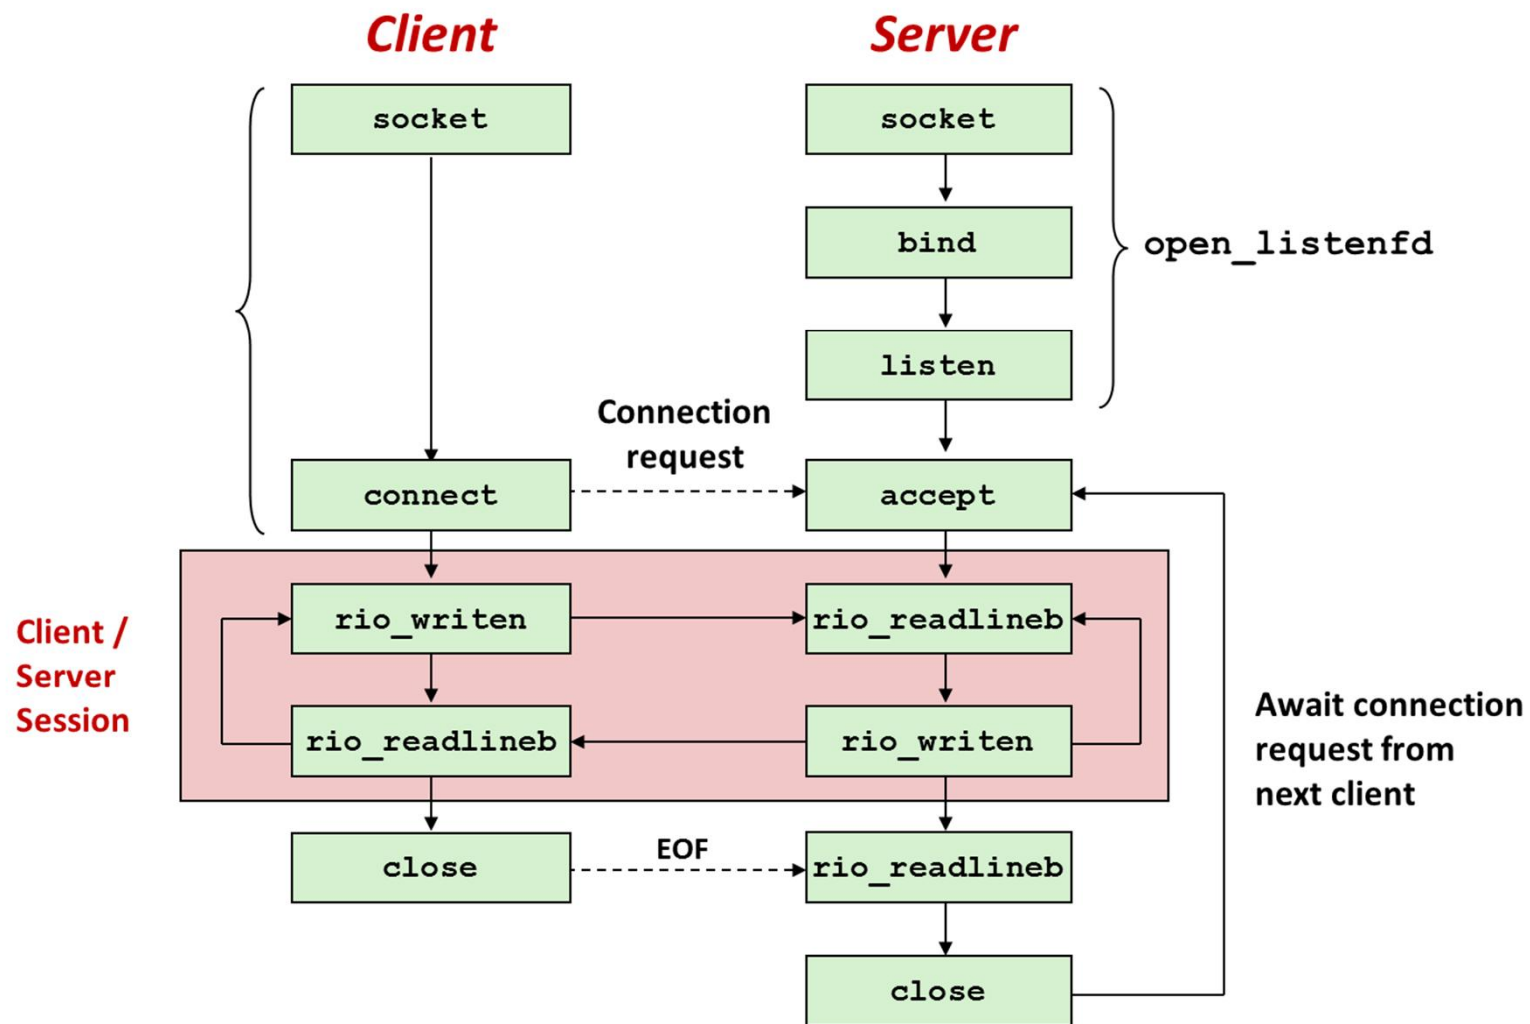 Client
Server
socket
socket
bind
open_listenfd
listen
Connection
request
connect
accept
Client /
Server
Session
rio_writen
rio_readlineb
rio_readlineb
rio_writen
Await connection
request from
next client
close
EOF
rio_readlineb
close